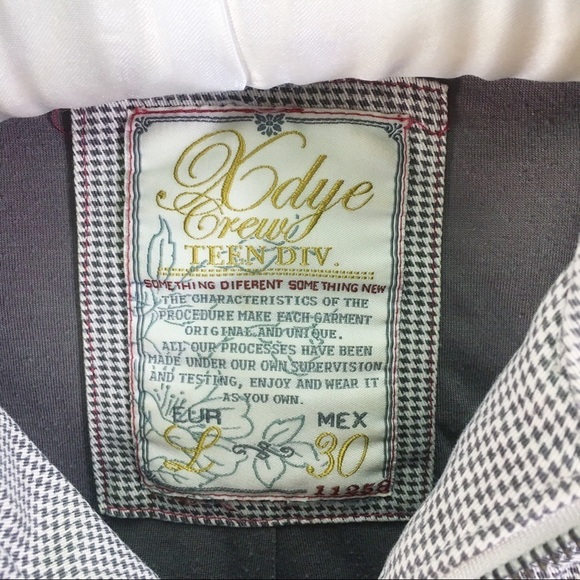 Xdye
Crew's
TEEN DIV.
SOMETHING DIFERENT SOMETHING NEW
THE CHARACTERISTICS OF THE
PROCEDURE MAKE EACH GARMENT
ORIGINAL AND UNIQUE.
ALL OUR PROCESSES HAVE BEEN
MADE UNDER OUR OWN SUPERVISION
AND TESTING, ENJOY AND WEAR IT
AS YOU OWN.
EUR MEX
L 30